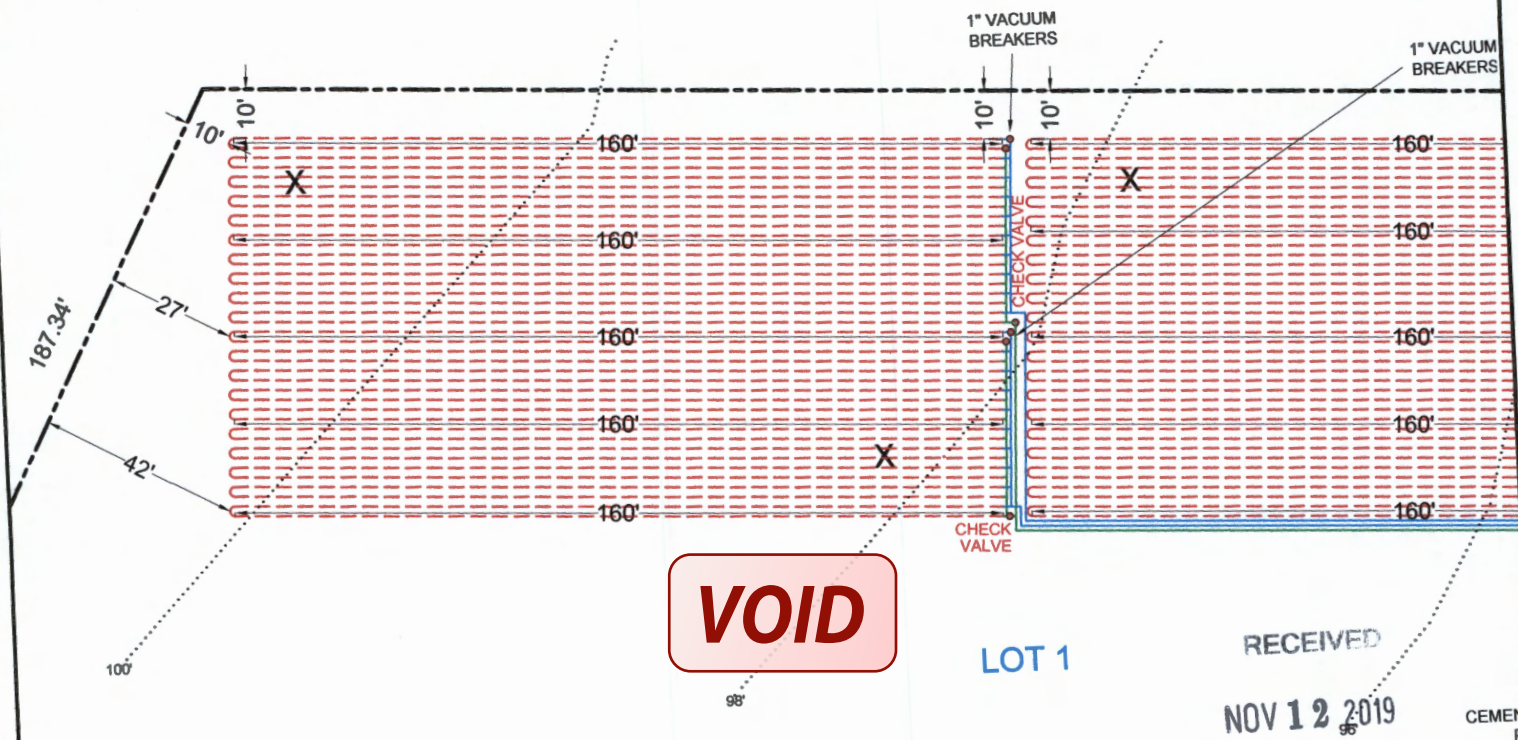 1" VACUUM
BREAKERS
1" VACUUM
BREAKERS
10'
10'
10'
10'
160'
160'
X
X
CHECK VALVE
160'
160'
27'
187.34'
160'
160'
160'
160'
42'
X
160'
160'
CHECK
VALVE
VOID
LOT 1
RECEIVED
100'
98'
NOV 12 2019
96'
CEMEN